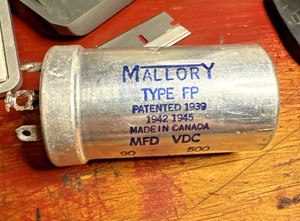 MALLORY
TYPE FP
PATENTED 1939
1942 1945
MADE IN CANADA
MFD VDC
90 500